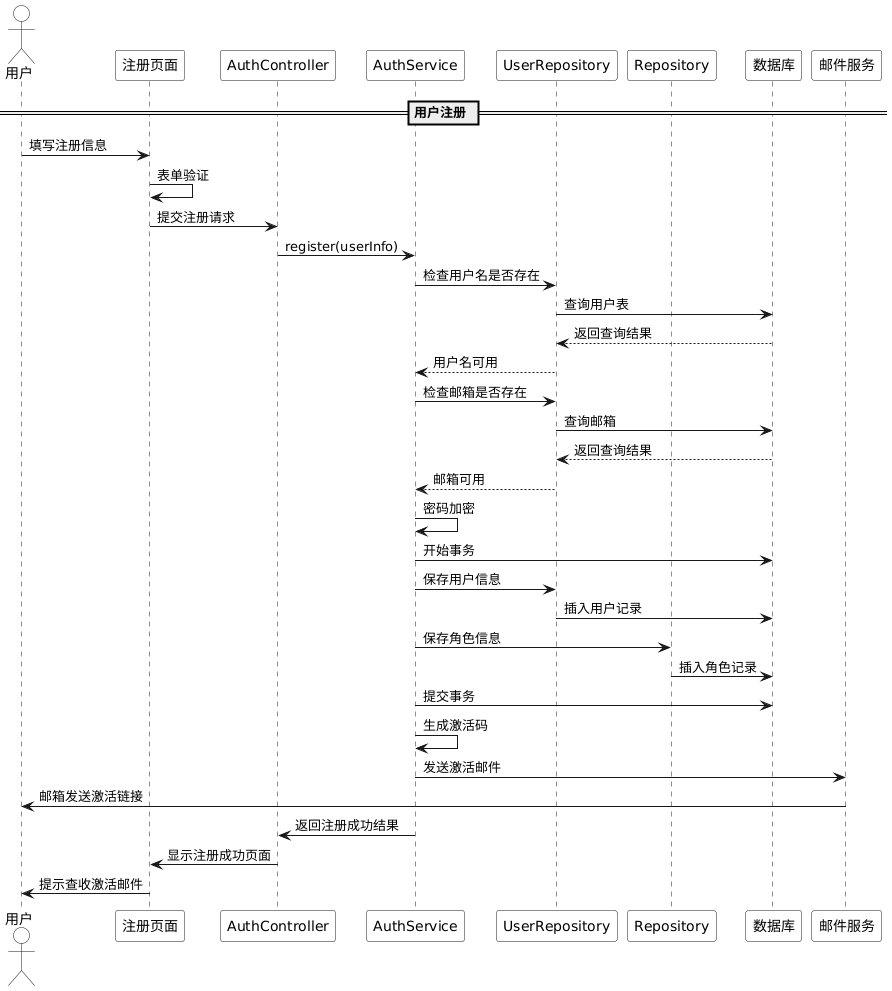 用户
注册页面
AuthController
AuthService
UserRepository
Repository
数据库
邮件服务
用户注册
填写注册信息
表单验证
提交注册请求
register(userInfo)
检查用户名是否存在
查询用户表
返回查询结果
用户名可用
检查邮箱是否存在
查询邮箱
返回查询结果
邮箱可用
密码加密
开始事务
保存用户信息
插入用户记录
保存角色信息
插入角色记录
提交事务
生成激活码
发送激活邮件
邮箱发送激活链接
返回注册成功结果
显示注册成功页面
提示查收激活邮件
用户
注册页面
AuthController
AuthService
UserRepository
Repository
数据库
邮件服务